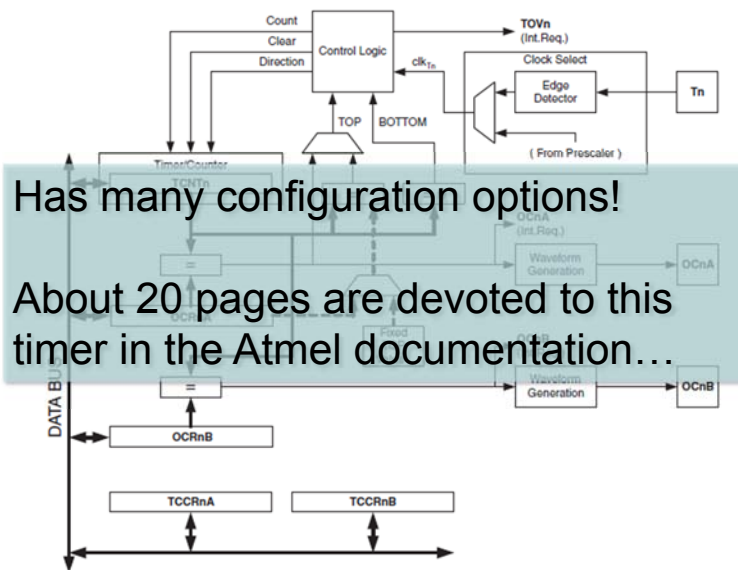 Count
Clear
Direction
Control Logic
TOVn
(Int.Req.)
Clock Select
clkTn
Edge
Detector
Tn
TOP
BOTTOM
( From Prescaler )
Timer/Counter
TCNTn
Has many configuration options!
OCnA
(Int.Req.)
=
Waveform
Generation
OCnA
About 20 pages are devoted to this
OCRnA
Fixed
timer in the Atmel documentation…
DATA BUS
=
Waveform
Generation
OCnB
OCRnB
TCCRnA
TCCRnB